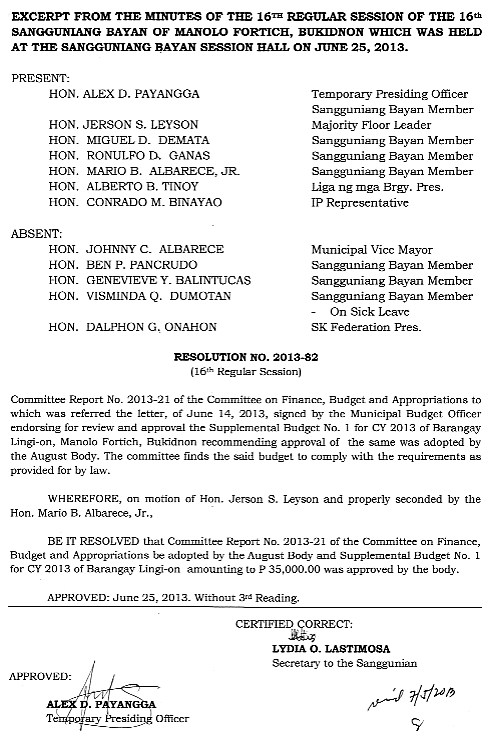 EXCERPT FROM THE MINUTES OF THE 16TH REGULAR SESSION OF THE 16th
SANGGUNIANG BAYAN OF MANOLO FORTICH, BUKIDNON WHICH WAS HELD
AT THE SANGGUNIANG BAYAN SESSION HALL ON JUNE 25, 2013.
PRESENT:
HON. ALEX D. PAYANGGA Temporary Presiding Officer
Sangguniang Bayan Member
HON. JERSON S. LEYSON Majority Floor Leader
HON. MIGUEL D. DEMATA Sangguniang Bayan Member
HON. RONULFO D. GANAS Sangguniang Bayan Member
HON. MARIO B. ALBARECE, JR. Sangguniang Bayan Member
HON. ALBERTO B. TINOY Liga ng mga Brgy. Pres.
HON. CONRADO M. BINAYAO IP Representative
ABSENT:
HON. JOHNNY C. ALBARECE Municipal Vice Mayor
HON. BEN P. PANCRUDO Sangguniang Bayan Member
HON. GENEVIEVE Y. BALINTUCAS Sangguniang Bayan Member
HON. VISMINDA Q. DUMOTAN Sangguniang Bayan Member
- On Sick Leave
HON. DALPHON G. ONAHON SK Federation Pres.
RESOLUTION NO. 2013-82
(16th Regular Session)
Committee Report No. 2013-21 of the Committee on Finance, Budget and Appropriations to
which was referred the letter, of June 14, 2013, signed by the Municipal Budget Officer
endorsing for review and approval the Supplemental Budget No. 1 for CY 2013 of Barangay
Lingi-on, Manolo Fortich, Bukidnon recommending approval of the same was adopted by
the August Body. The committee finds the said budget to comply with the requirements as
provided for by law.
WHEREFORE, on motion of Hon. Jerson S. Leyson and properly seconded by the
Hon. Mario B. Albarece, Jr.,
BE IT RESOLVED that Committee Report No. 2013-21 of the Committee on Finance,
Budget and Appropriations be adopted by the August Body and Supplemental Budget No. 1
for CY 2013 of Barangay Lingi-on amounting to P 35,000.00 was approved by the body.
APPROVED: June 25, 2013. Without 3rd Reading.
CERTIFIED CORRECT:
LYDIA O. LASTIMOSA
Secretary to the Sanggunian
APPROVED:
ALEX D. PAYANGGA
Temporary Presiding Officer
7/5/2013